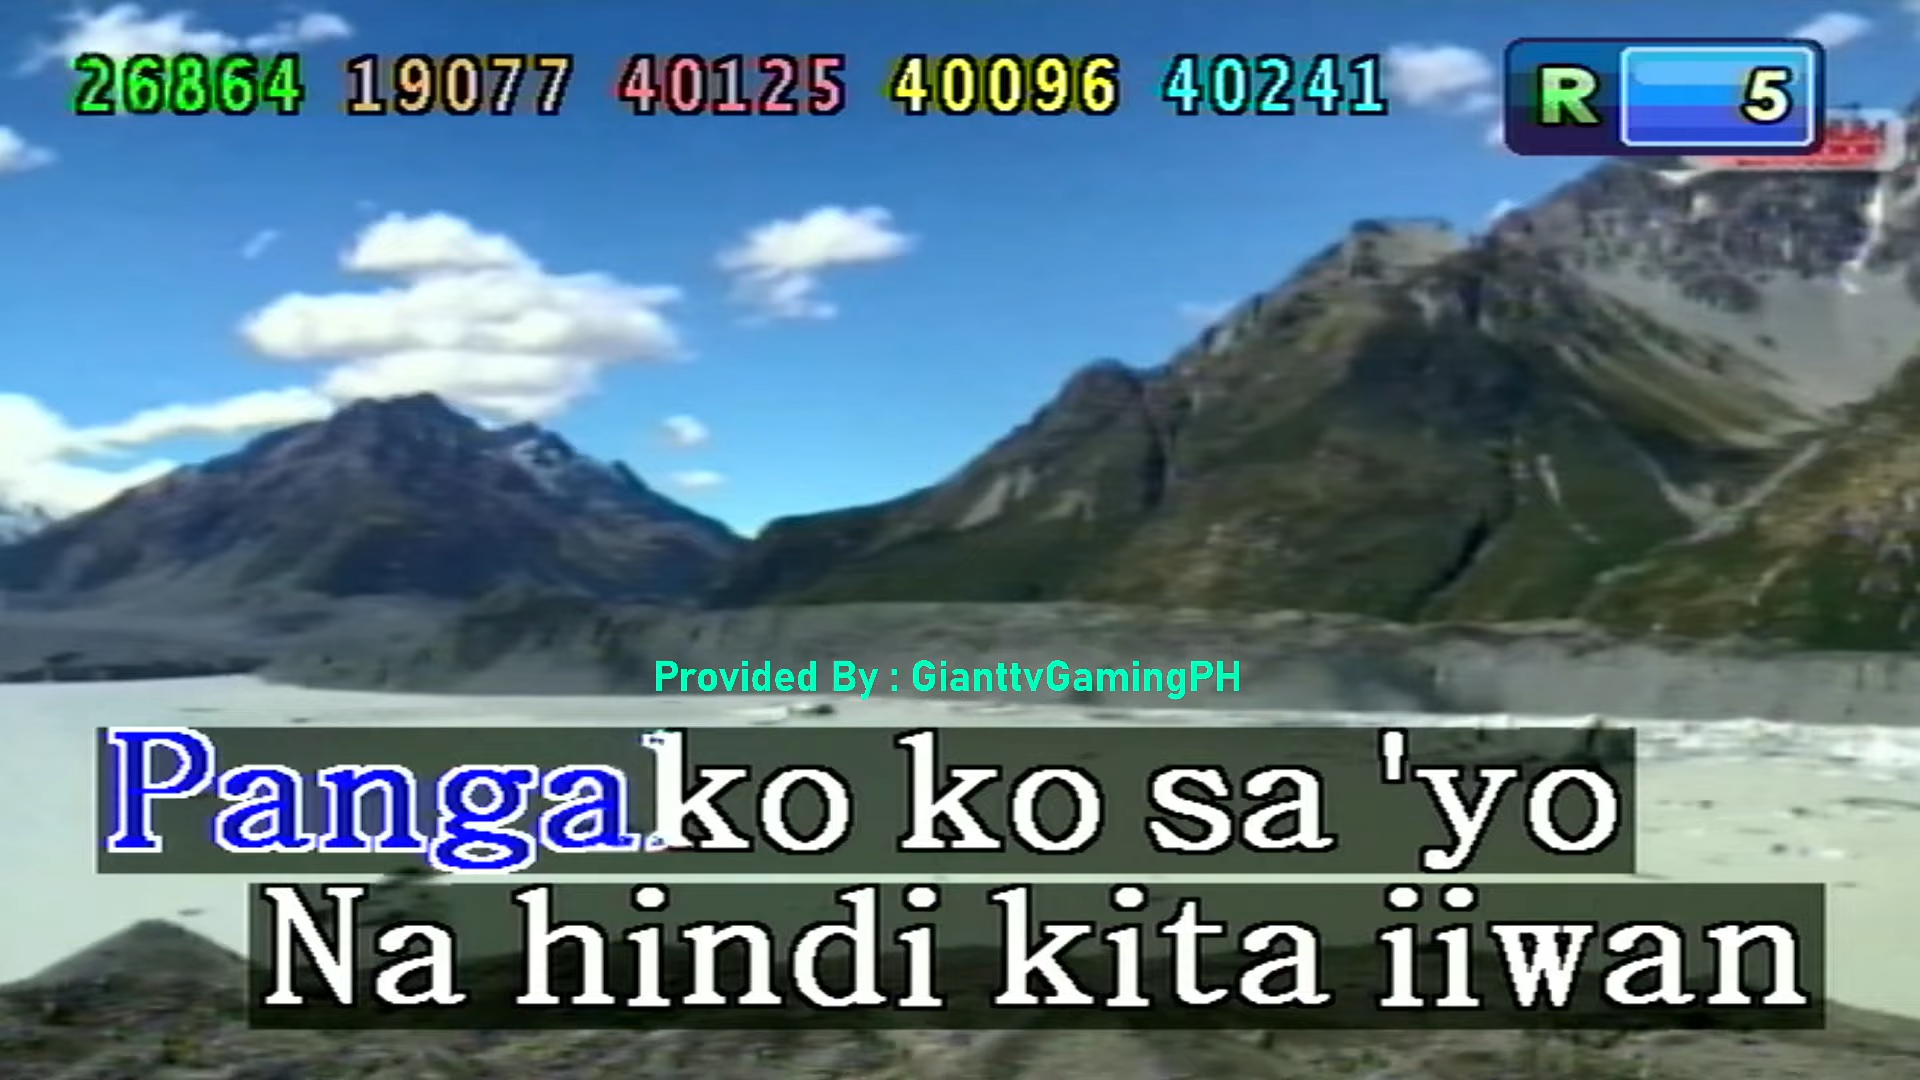 26864 19077 40125 40096 40241 R 5
Provided By : GianttvGamingPH
Pangako ko sa 'yo
Na hindi kita iiwan